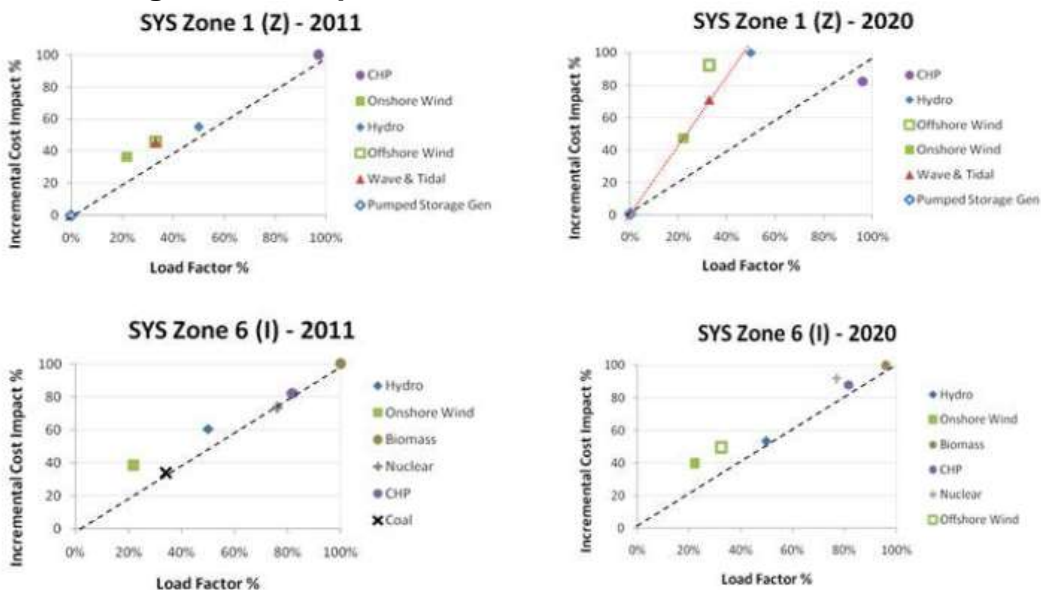 SYS Zone 1 (Z) - 2011
Incremental Cost Impact %
100
80
60
40
20
0
0%
20%
40%
60%
80%
100%
Load Factor %
CHP
Onshore Wind
Hydro
Offshore Wind
Wave & Tidal
Pumped Storage Gen
SYS Zone 1 (Z) - 2020
Incremental Cost Impact %
100
80
60
40
20
0
0%
20%
40%
60%
80%
100%
Load Factor %
CHP
Hydro
Offshore Wind
Onshore Wind
Wave & Tidal
Pumped Storage Gen
SYS Zone 6 (I) - 2011
Incremental Cost Impact %
100
80
60
40
20
0
0%
20%
40%
60%
80%
100%
Load Factor %
Hydro
Onshore Wind
Biomass
Nuclear
CHP
Coal
SYS Zone 6 (I) - 2020
Incremental Cost Impact %
100
80
60
40
20
0
0%
20%
40%
60%
80%
100%
Load Factor %
Hydro
Onshore Wind
Biomass
CHP
Nuclear
Offshore Wind